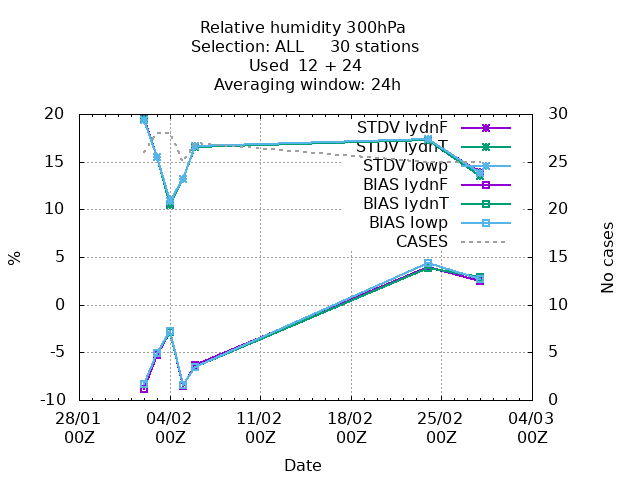 Relative humidity 300hPa
Selection: ALL     30 stations
Used  12 + 24
Averaging window: 24h
20
15
10
5
0
-5
-10
%
30
25
20
15
10
5
0
No cases
STDV lydnF
STDV lydnT
STDV lowp
BIAS lydnF
BIAS lydnT
BIAS lowp
CASES
28/01 04/02 11/02 18/02 25/02 04/03
00Z 00Z 00Z 00Z 00Z 00Z
Date